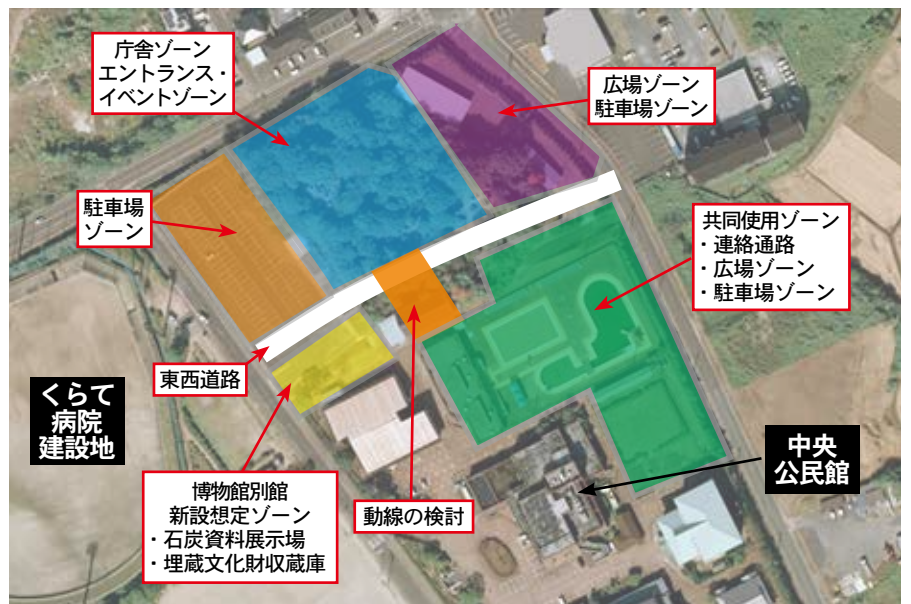 庁舎ゾーン
エントランス・
イベントゾーン
広場ゾーン
駐車場ゾーン
駐車場
ゾーン
共同使用ゾーン
・連絡通路
・広場ゾーン
・駐車場ゾーン
東西道路
くらて
病院
建設地
中央
公民館
博物館別館
新設想定ゾーン
・石炭資料展示場
・埋蔵文化財収蔵庫
動線の検討